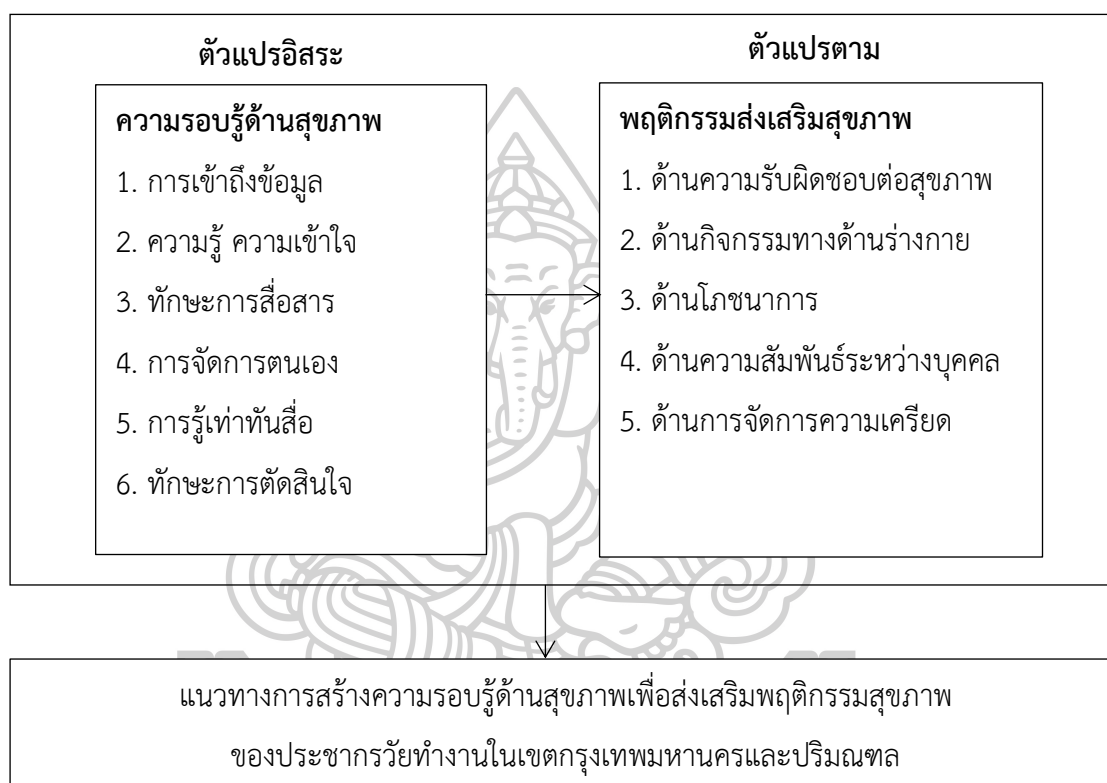 ตัวแปรอิสระ
ความรอบรู้ด้านสุขภาพ
1. การเข้าถึงข้อมูล
2. ความรู้ ความเข้าใจ
3. ทักษะการสื่อสาร
4. การจัดการตนเอง
5. การรู้เท่าทันสื่อ
6. ทักษะการตัดสินใจ
ตัวแปรตาม
พฤติกรรมส่งเสริมสุขภาพ
1. ด้านความรับผิดชอบต่อสุขภาพ
2. ด้านกิจกรรมทางด้านร่างกาย
3. ด้านโภชนาการ
4. ด้านความสัมพันธ์ระหว่างบุคคล
5. ด้านการจัดการความเครียด
แนวทางการสร้างความรอบรู้ด้านสุขภาพเพื่อส่งเสริมพฤติกรรมสุขภาพ
ของประชากรวัยทำงานในเขตกรุงเทพมหานครและปริมณฑล